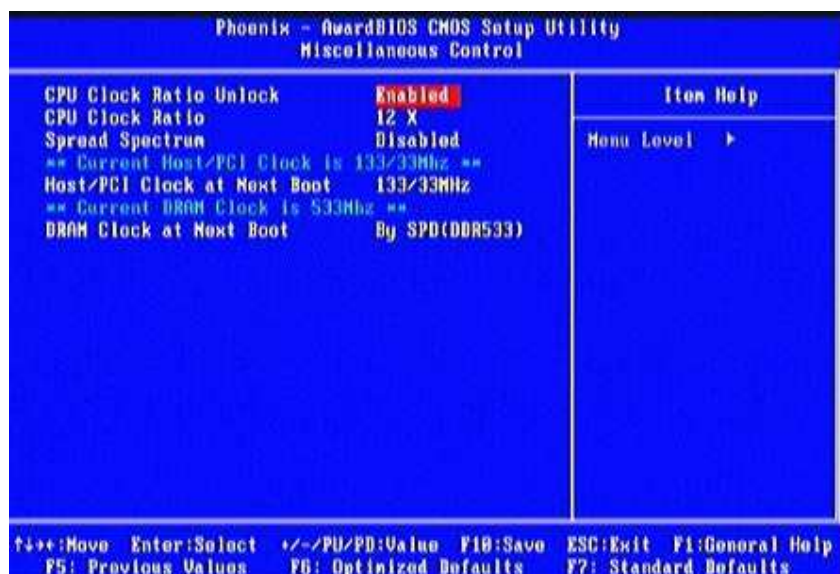 Phoenix - AwardBIOS CMOS Setup Utility
Miscellaneous Control
CPU Clock Ratio Unlock Enabled
CPU Clock Ratio 12 X
Spread Spectrum Disabled
** Current Host/PCI Clock is 133/33Mhz **
Host/PCI Clock at Next Boot 133/33MHz
** Current DRAM Clock is 533Mhz **
DRAM Clock at Next Boot By SPD(DDR533)
Item Help
Menu Level ▶
↑↓→←:Move Enter:Select +/-/PU/PD:Value F10:Save ESC:Exit F1:General Help
F5: Previous Values F6: Optimized Defaults F7: Standard Defaults